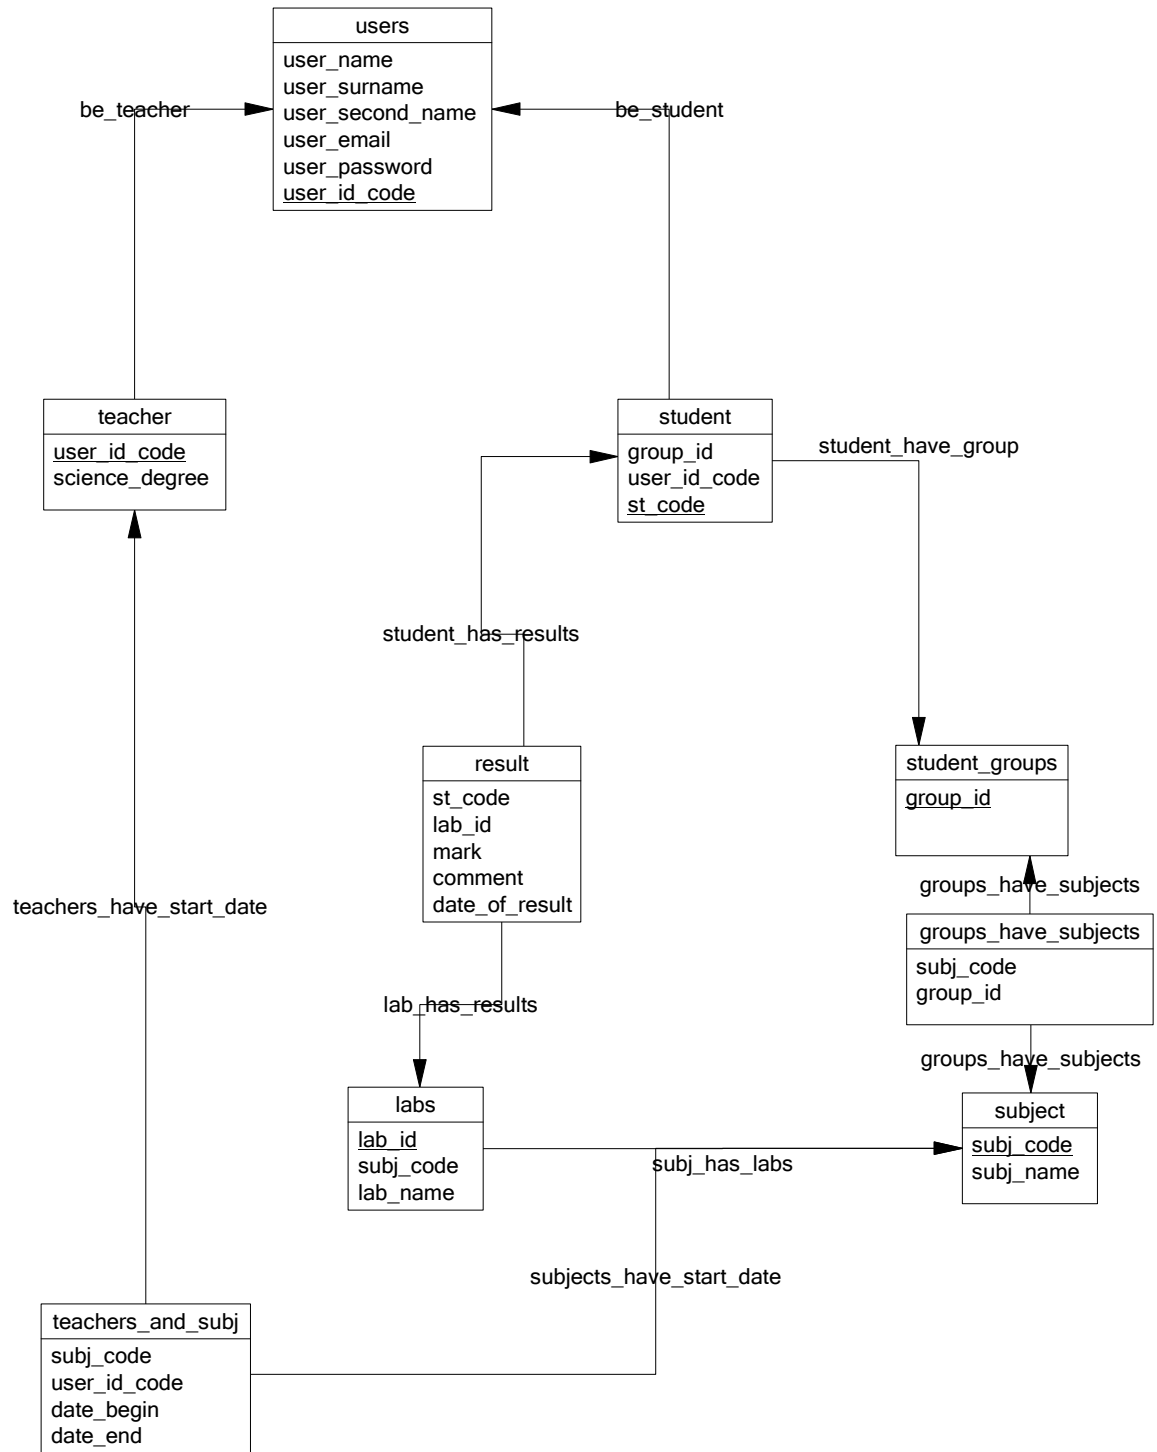 users
user_name
user_surname
user_second_name
user_email
user_password
user_id_code
be_teacher
be_student
teacher
user_id_code
science_degree
student
group_id
user_id_code
st_code
student_have_group
student_has_results
result
st_code
lab_id
mark
comment
date_of_result
student_groups
group_id
groups_have_subjects
groups_have_subjects
subj_code
group_id
teachers_have_start_date
lab_has_results
groups_have_subjects
labs
lab_id
subj_code
lab_name
subj_has_labs
subject
subj_code
subj_name
subjects_have_start_date
teachers_and_subj
subj_code
user_id_code
date_begin
date_end